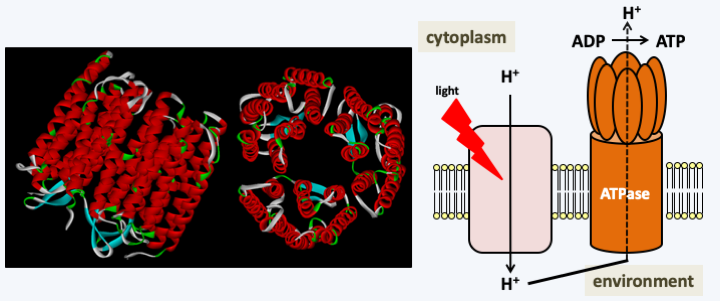 H⁺
cytoplasm
ADP → ATP
H⁺
light
ATPase
H⁺
environment